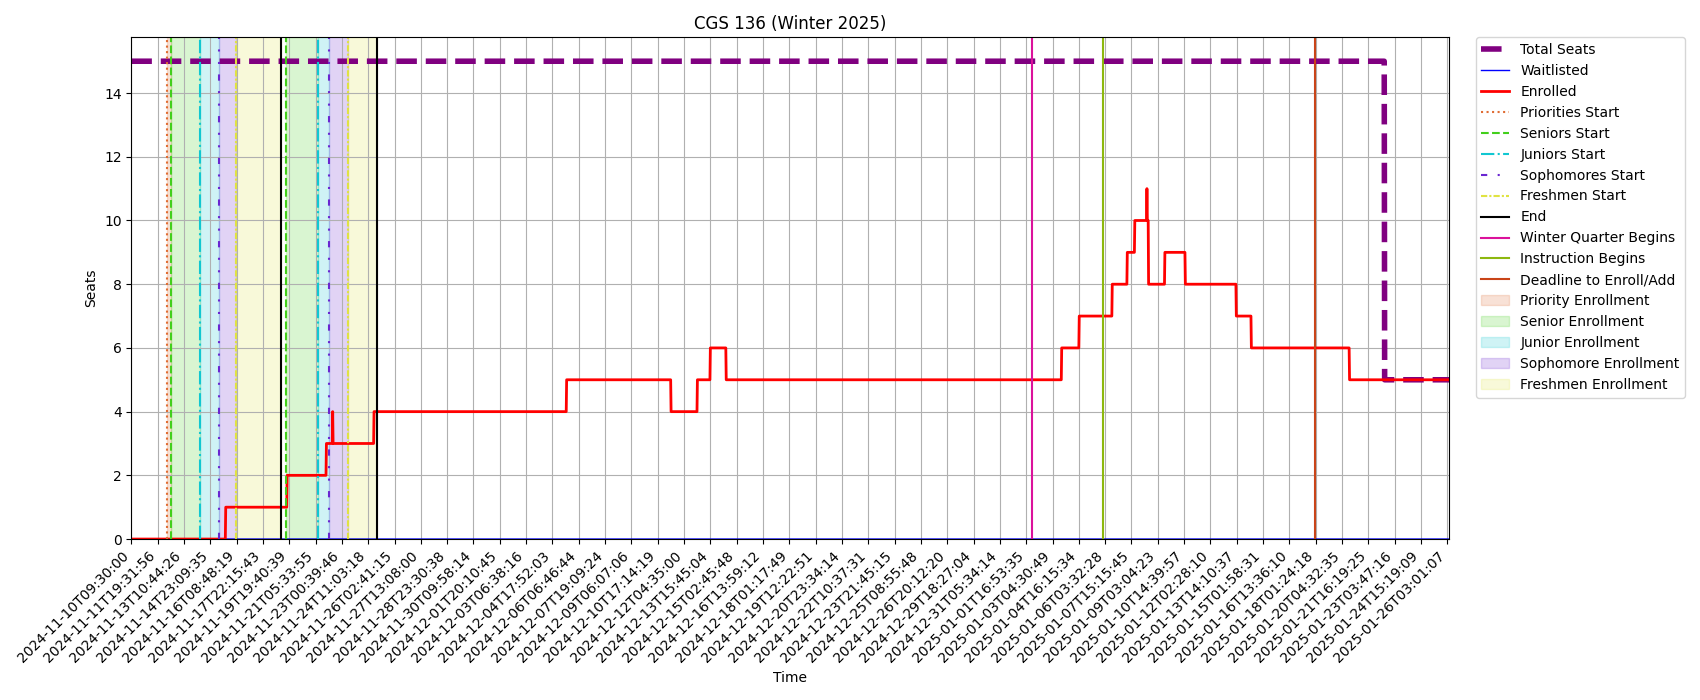 CGS 136 (Winter 2025)
Seats
14
12
10
8
6
4
2
0
2024-11-10T09:30:00
2024-11-11T19:31:56
2024-11-13T10:44:26
2024-11-14T23:09:35
2024-11-16T08:48:19
2024-11-17T22:15:43
2024-11-19T19:40:39
2024-11-21T05:33:55
2024-11-23T00:39:46
2024-11-24T11:03:18
2024-11-26T02:41:15
2024-11-27T13:08:00
2024-11-28T23:30:38
2024-11-30T09:58:14
2024-12-01T20:10:45
2024-12-03T06:38:16
2024-12-04T17:52:03
2024-12-06T06:46:44
2024-12-07T19:09:24
2024-12-09T06:07:06
2024-12-10T17:14:19
2024-12-12T04:35:00
2024-12-13T15:45:04
2024-12-15T02:45:48
2024-12-16T13:59:12
2024-12-18T01:17:49
2024-12-19T12:22:51
2024-12-20T23:34:14
2024-12-22T10:37:31
2024-12-23T21:45:15
2024-12-25T08:55:48
2024-12-26T20:12:20
2024-12-29T18:27:04
2024-12-31T05:34:14
2025-01-01T16:53:35
2025-01-03T04:30:49
2025-01-04T16:15:34
2025-01-06T03:32:28
2025-01-07T15:15:45
2025-01-09T03:04:23
2025-01-10T14:39:57
2025-01-12T02:28:10
2025-01-13T14:10:37
2025-01-15T01:58:31
2025-01-16T13:36:10
2025-01-18T01:24:18
2025-01-20T04:32:35
2025-01-21T16:19:25
2025-01-23T03:47:16
2025-01-24T15:19:09
2025-01-26T03:01:07
Time
Total Seats
Waitlisted
Enrolled
Priorities Start
Seniors Start
Juniors Start
Sophomores Start
Freshmen Start
End
Winter Quarter Begins
Instruction Begins
Deadline to Enroll/Add
Priority Enrollment
Senior Enrollment
Junior Enrollment
Sophomore Enrollment
Freshmen Enrollment